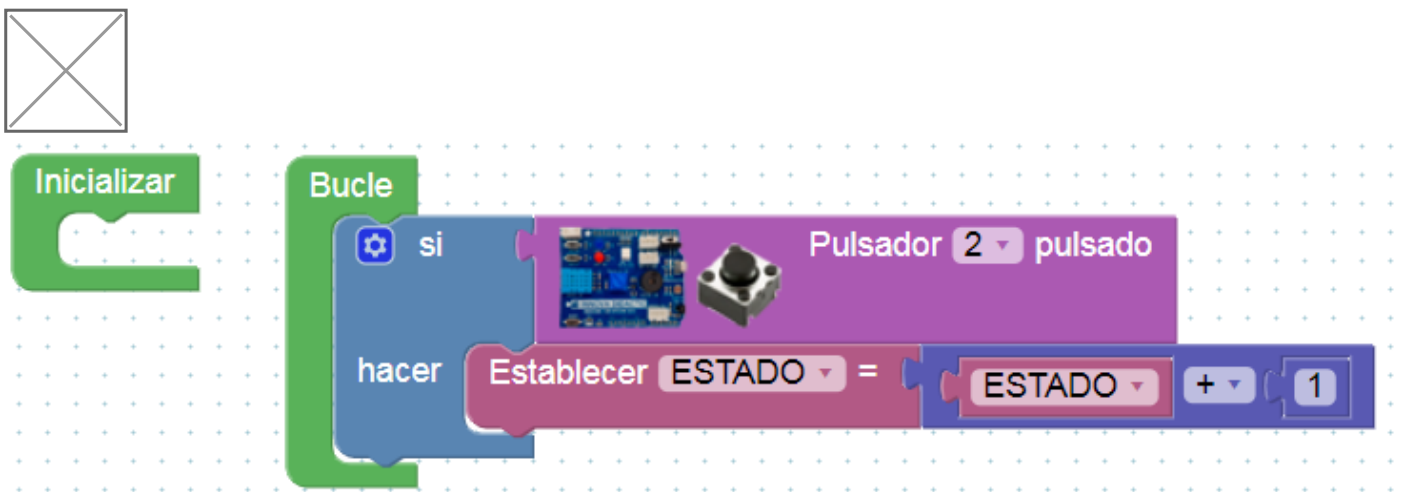 Inicializar
Bucle
si
Pulsador 2 pulsado
hacer
Establecer ESTADO = ESTADO + 1